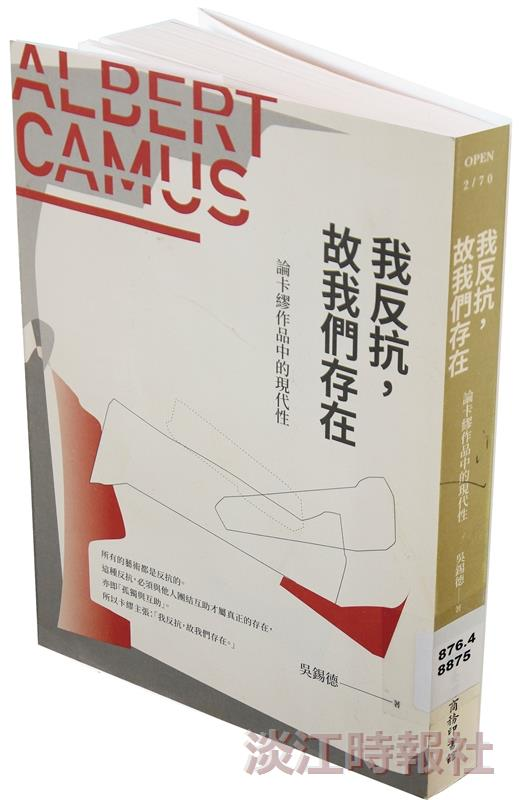 ALBERT
CAMUS
我反抗，
故我們存在
論卡繆作品中的現代性
所有的藝術都是反抗的。
這種反抗，必須與他人團結互助才屬真正的存在，
亦即「孤獨與互助」。
所以卡繆主張：「我反抗，故我們存在。」
吳錫德 著
OPEN
2/70
我反抗，
故我們存在
論卡繆作品中的現代性
吳錫德 著
876.4
8875
商務印書館
淡江時報社